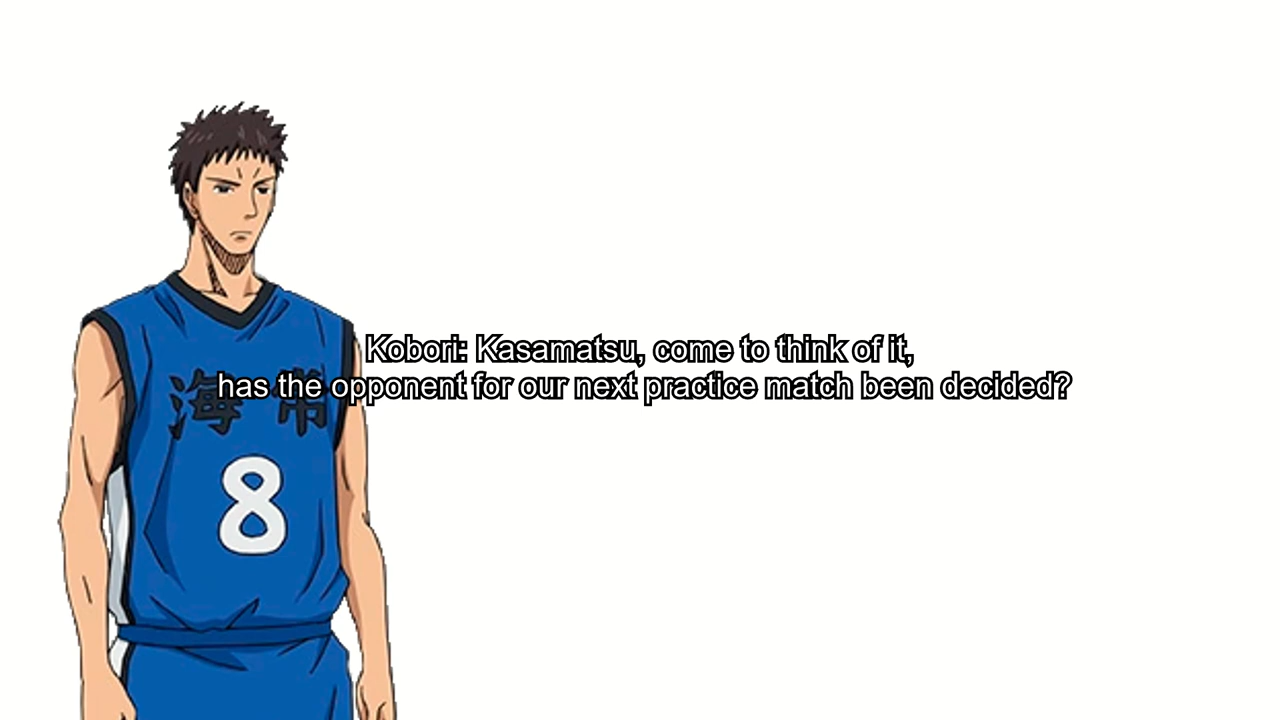 Kobori: Kasamatsu, come to think of it,
has the opponent for our next practice match been decided?
海常
8